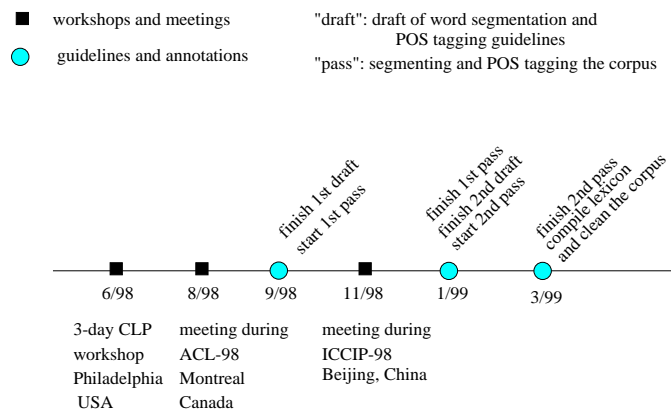 workshops and meetings
guidelines and annotations
"draft": draft of word segmentation and
POS tagging guidelines
"pass": segmenting and POS tagging the corpus
finish 1st draft
start 1st pass
finish 1st pass
finish 2nd draft
start 2nd pass
finish 2nd pass
compile lexicon
and clean the corpus
6/98
8/98
9/98
11/98
1/99
3/99
3-day CLP
workshop
Philadelphia
USA
meeting during
ACL-98
Montreal
Canada
meeting during
ICCIP-98
Beijing, China